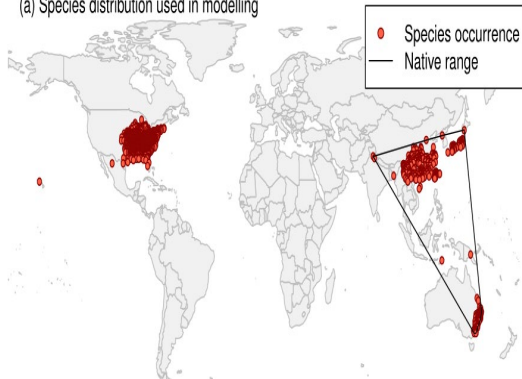 (a) Species distribution used in modelling
Species occurrence
Native range